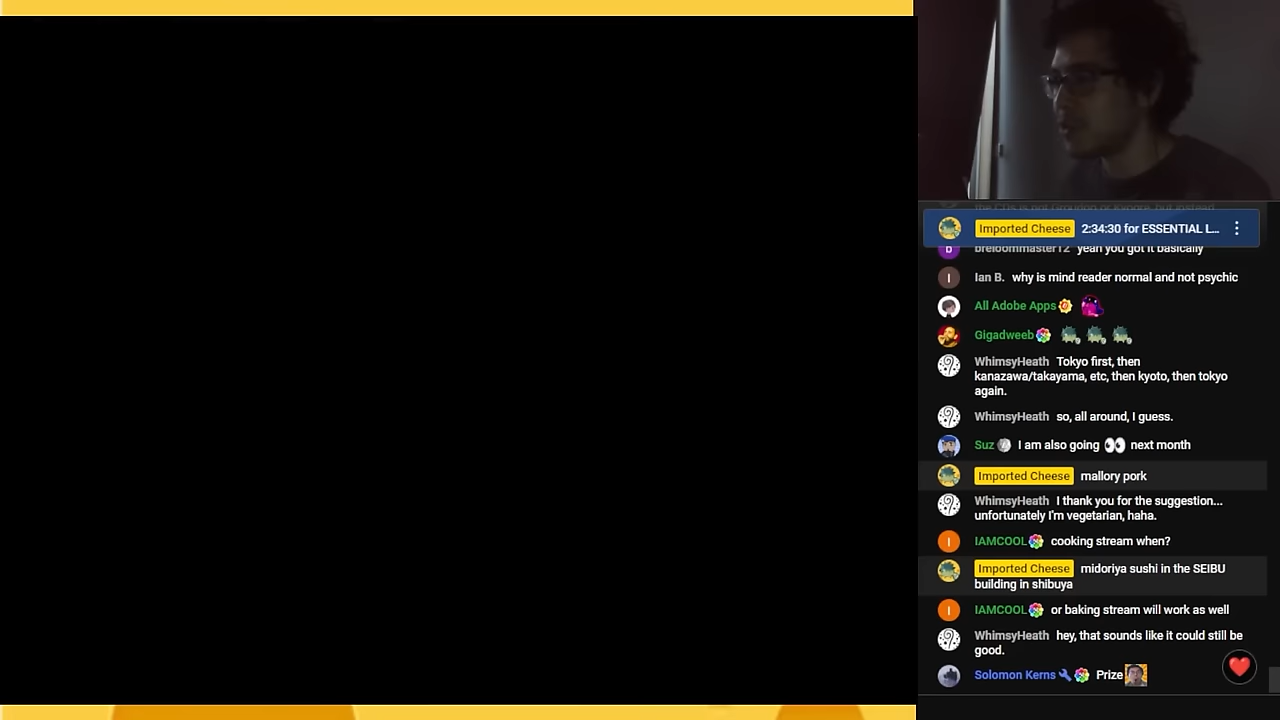 Imported Cheese 2:34:30 for ESSENTIAL L...
breloommaster12 yeah you got it basically
Ian B. why is mind reader normal and not psychic
All Adobe Apps
Gigadweeb
WhimsyHeath Tokyo first, then
kanazawa/takayama, etc, then kyoto, then tokyo
again.
WhimsyHeath so, all around, I guess.
Suz I am also going 👀 next month
Imported Cheese mallory pork
WhimsyHeath I thank you for the suggestion...
unfortunately I'm vegetarian, haha.
I
IAMCOOL cooking stream when?
Imported Cheese midoriya sushi in the SEIBU
building in shibuya
I
IAMCOOL or baking stream will work as well
WhimsyHeath hey, that sounds like it could still be
good.
Solomon Kerns Prize